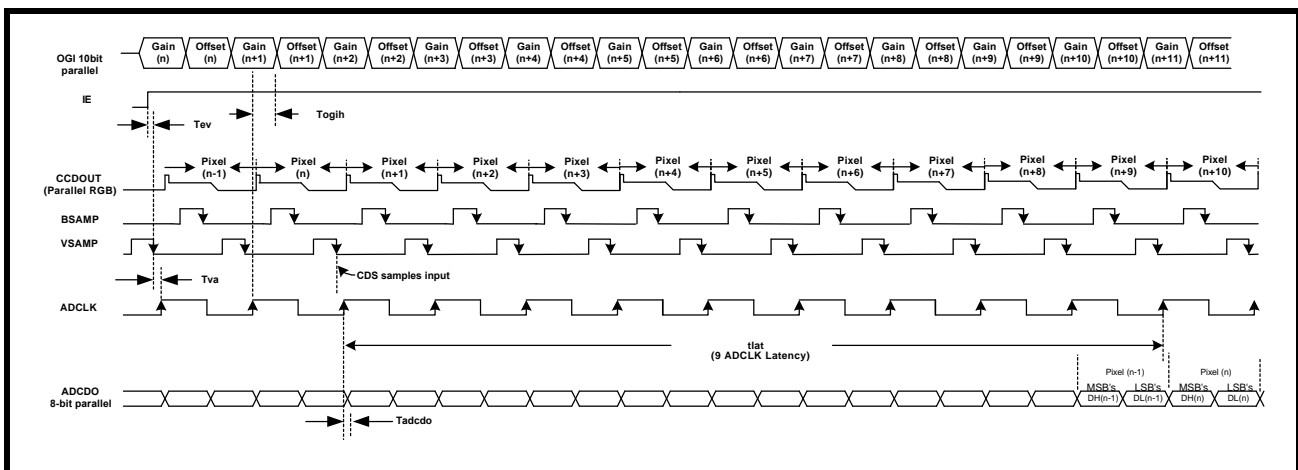 Gain Offset Gain Offset Gain Offset Gain Offset Gain Offset Gain Offset Gain Offset Gain Offset Gain Offset Gain Offset Gain Offset Gain Offset
(n) (n) (n+1) (n+1) (n+2) (n+2) (n+3) (n+3) (n+4) (n+4) (n+5) (n+5) (n+6) (n+6) (n+7) (n+7) (n+8) (n+8) (n+9) (n+9) (n+10) (n+10) (n+11) (n+11)
OGI 10bit
parallel
IE
Tev
Togih
Pixel Pixel Pixel Pixel Pixel Pixel Pixel Pixel Pixel Pixel Pixel Pixel
(n-1) (n) (n+1) (n+2) (n+3) (n+4) (n+5) (n+6) (n+7) (n+8) (n+9) (n+10)
CCDOUT
(Parallel RGB)
BSAMP
VSAMP
CDS samples input
Tva
ADCLK
tlat
(9 ADCLK Latency)
Pixel (n-1) Pixel (n)
ADCDO
8-bit parallel
MSB's LSB's MSB's LSB's
DH(n-1) DL(n-1) DH(n) DL(n)
Tadcdo